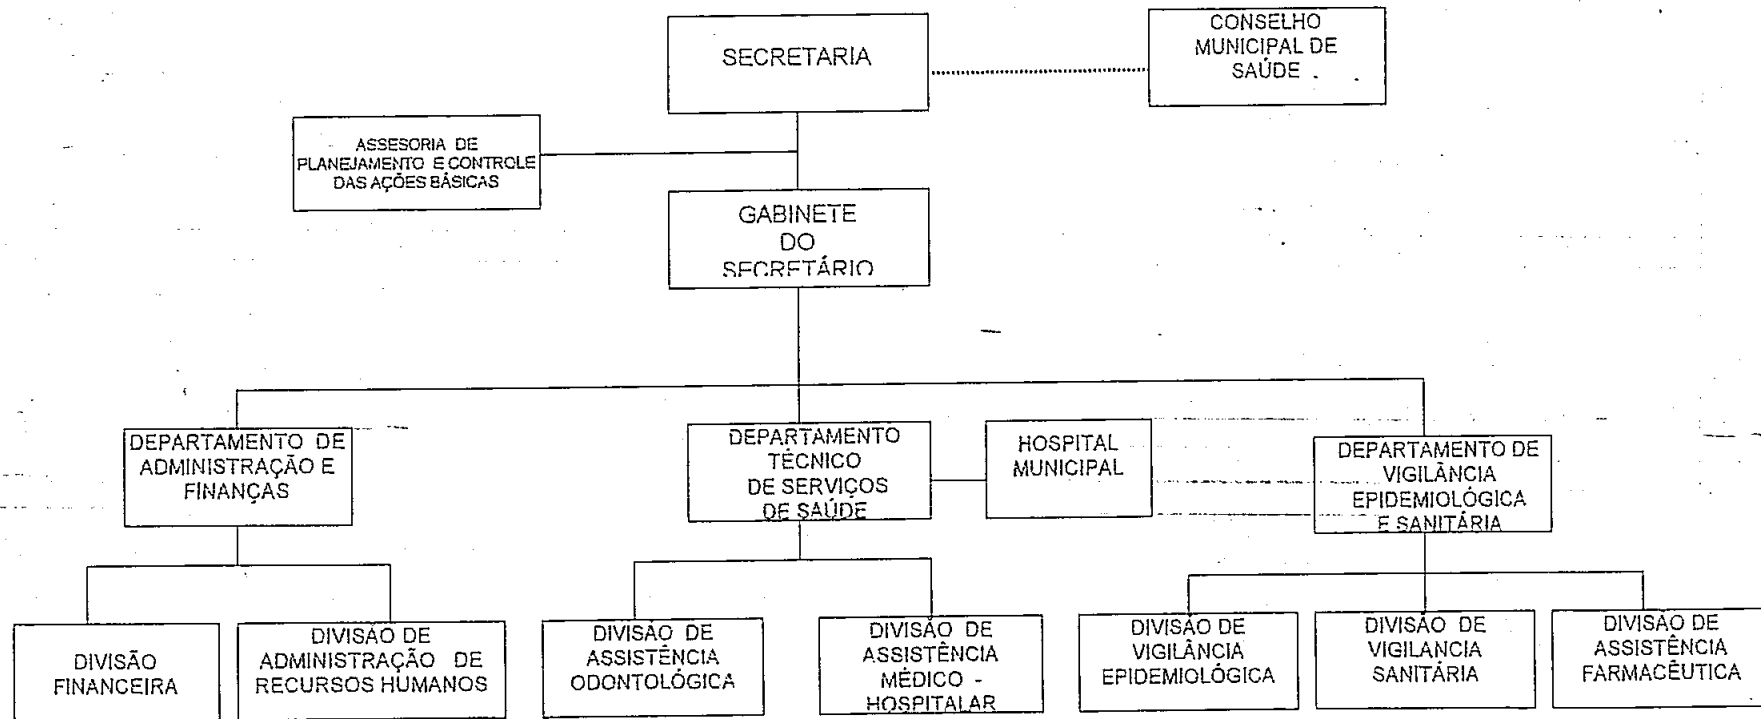 SECRETARIA
CONSELHO
MUNICIPAL DE
SAÚDE
ASSESORIA DE
PLANEJAMENTO E CONTROLE
DAS AÇÕES BÁSICAS
GABINETE
DO
SECRETÁRIO
DEPARTAMENTO DE
ADMINISTRAÇÃO E
FINANÇAS
DEPARTAMENTO
TÉCNICO
DE SERVIÇOS
DE SAÚDE
HOSPITAL
MUNICIPAL
DEPARTAMENTO DE
VIGILÂNCIA
EPIDEMIOLÓGICA
E SANITÁRIA
DIVISÃO
FINANCEIRA
DIVISÃO DE
ADMINISTRAÇÃO DE
RECURSOS HUMANOS
DIVISÃO DE
ASSISTÊNCIA
ODONTOLÓGICA
DIVISÃO DE
ASSISTÊNCIA
MÉDICO -
HOSPITALAR
DIVISÃO DE
VIGILÂNCIA
EPIDEMIOLÓGICA
DIVISÃO DE
VIGILANCIA
SANITÁRIA
DIVISÃO DE
ASSISTÊNCIA
FARMACÊUTICA